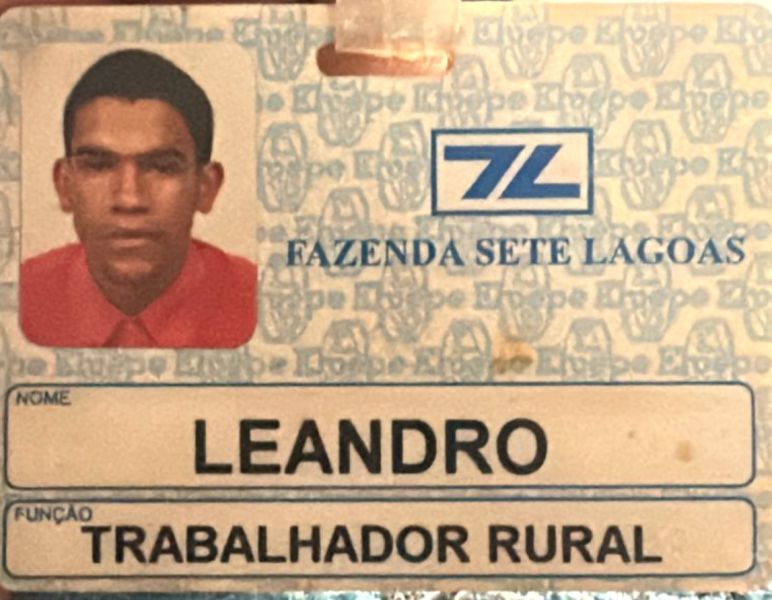 7L
FAZENDA SETE LAGOAS
NOME
LEANDRO
FUNÇÃO
TRABALHADOR RURAL